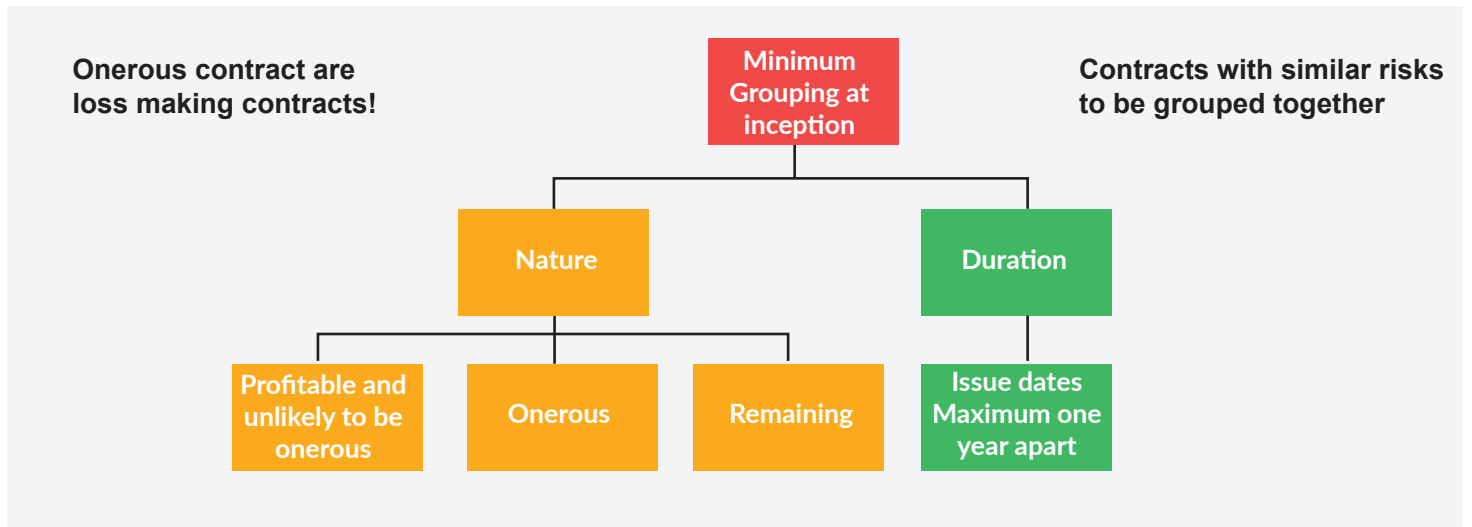 Onerous contract are
loss making contracts!
Minimum
Grouping at
inception
Contracts with similar risks
to be grouped together
Nature
Duration
Profitable and
unlikely to be
onerous
Onerous
Remaining
Issue dates
Maximum one
year apart